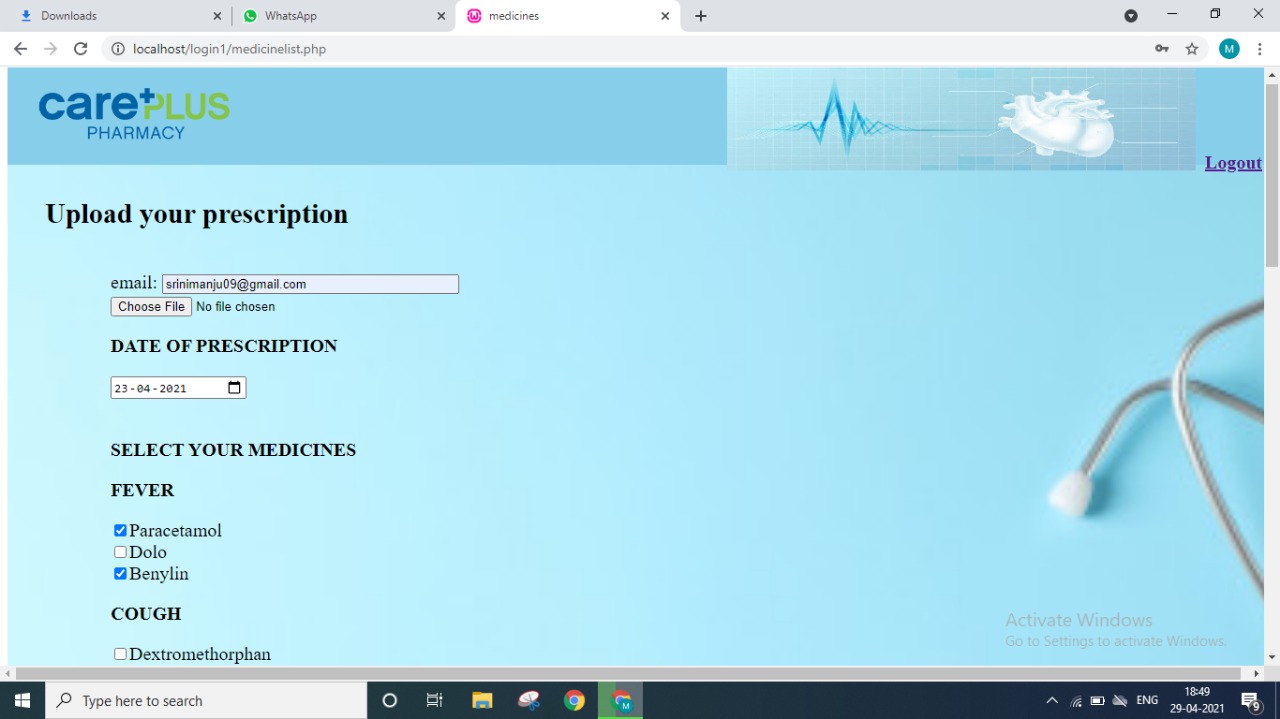 Downloads
WhatsApp
medicines
localhost/login1/medicinelist.php
M
care+PLUS
PHARMACY
Logout
Upload your prescription
email: srinimanju09@gmail.com
Choose File No file chosen
DATE OF PRESCRIPTION
23-04-2021
SELECT YOUR MEDICINES
FEVER
Paracetamol
Dolo
Benylin
COUGH
Dextromethorphan
Activate Windows
Go to Settings to activate Windows.
Type here to search
M
ENG
18:49
29-04-2021
9